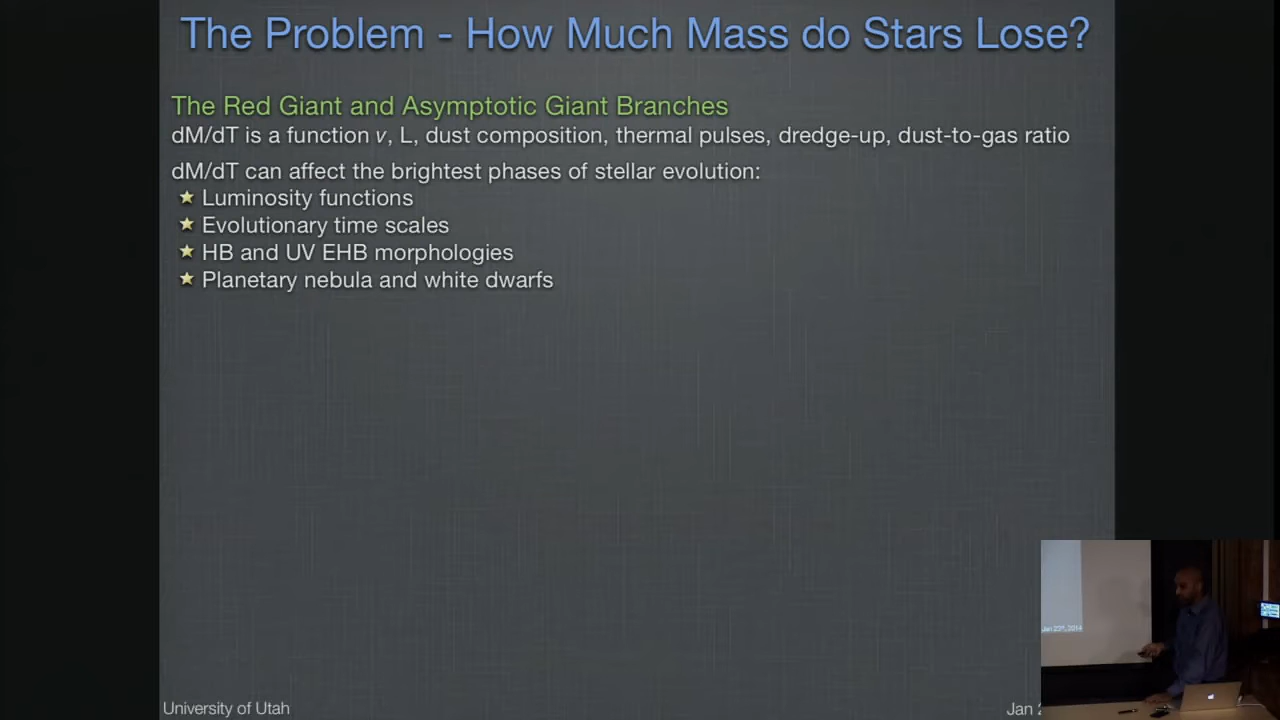 The Problem - How Much Mass do Stars Lose?
The Red Giant and Asymptotic Giant Branches
dM/dT is a function v, L, dust composition, thermal pulses, dredge-up, dust-to-gas ratio
dM/dT can affect the brightest phases of stellar evolution:
★ Luminosity functions
★ Evolutionary time scales
★ HB and UV EHB morphologies
★ Planetary nebula and white dwarfs
University of Utah
Jan
Jan 23rd, 2014